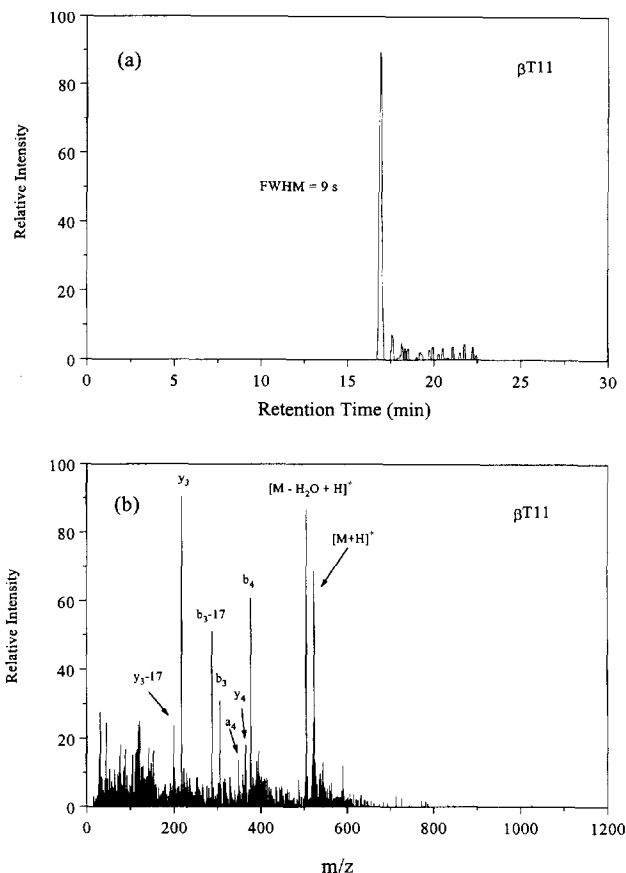 100
(a)
βT11
80
60
FWHM = 9 s
40
20
0
Relative Intensity
0 5 10 15 20 25 30
Retention Time (min)
100
y₃
[M - H₂O + H]⁺
(b)
βT11
80
[M+H]⁺
b₄
60
b₃-17
40
y₃-17
b₃
y₄
a₄
20
0
Relative Intensity
0 200 400 600 800 1000 1200
m/z